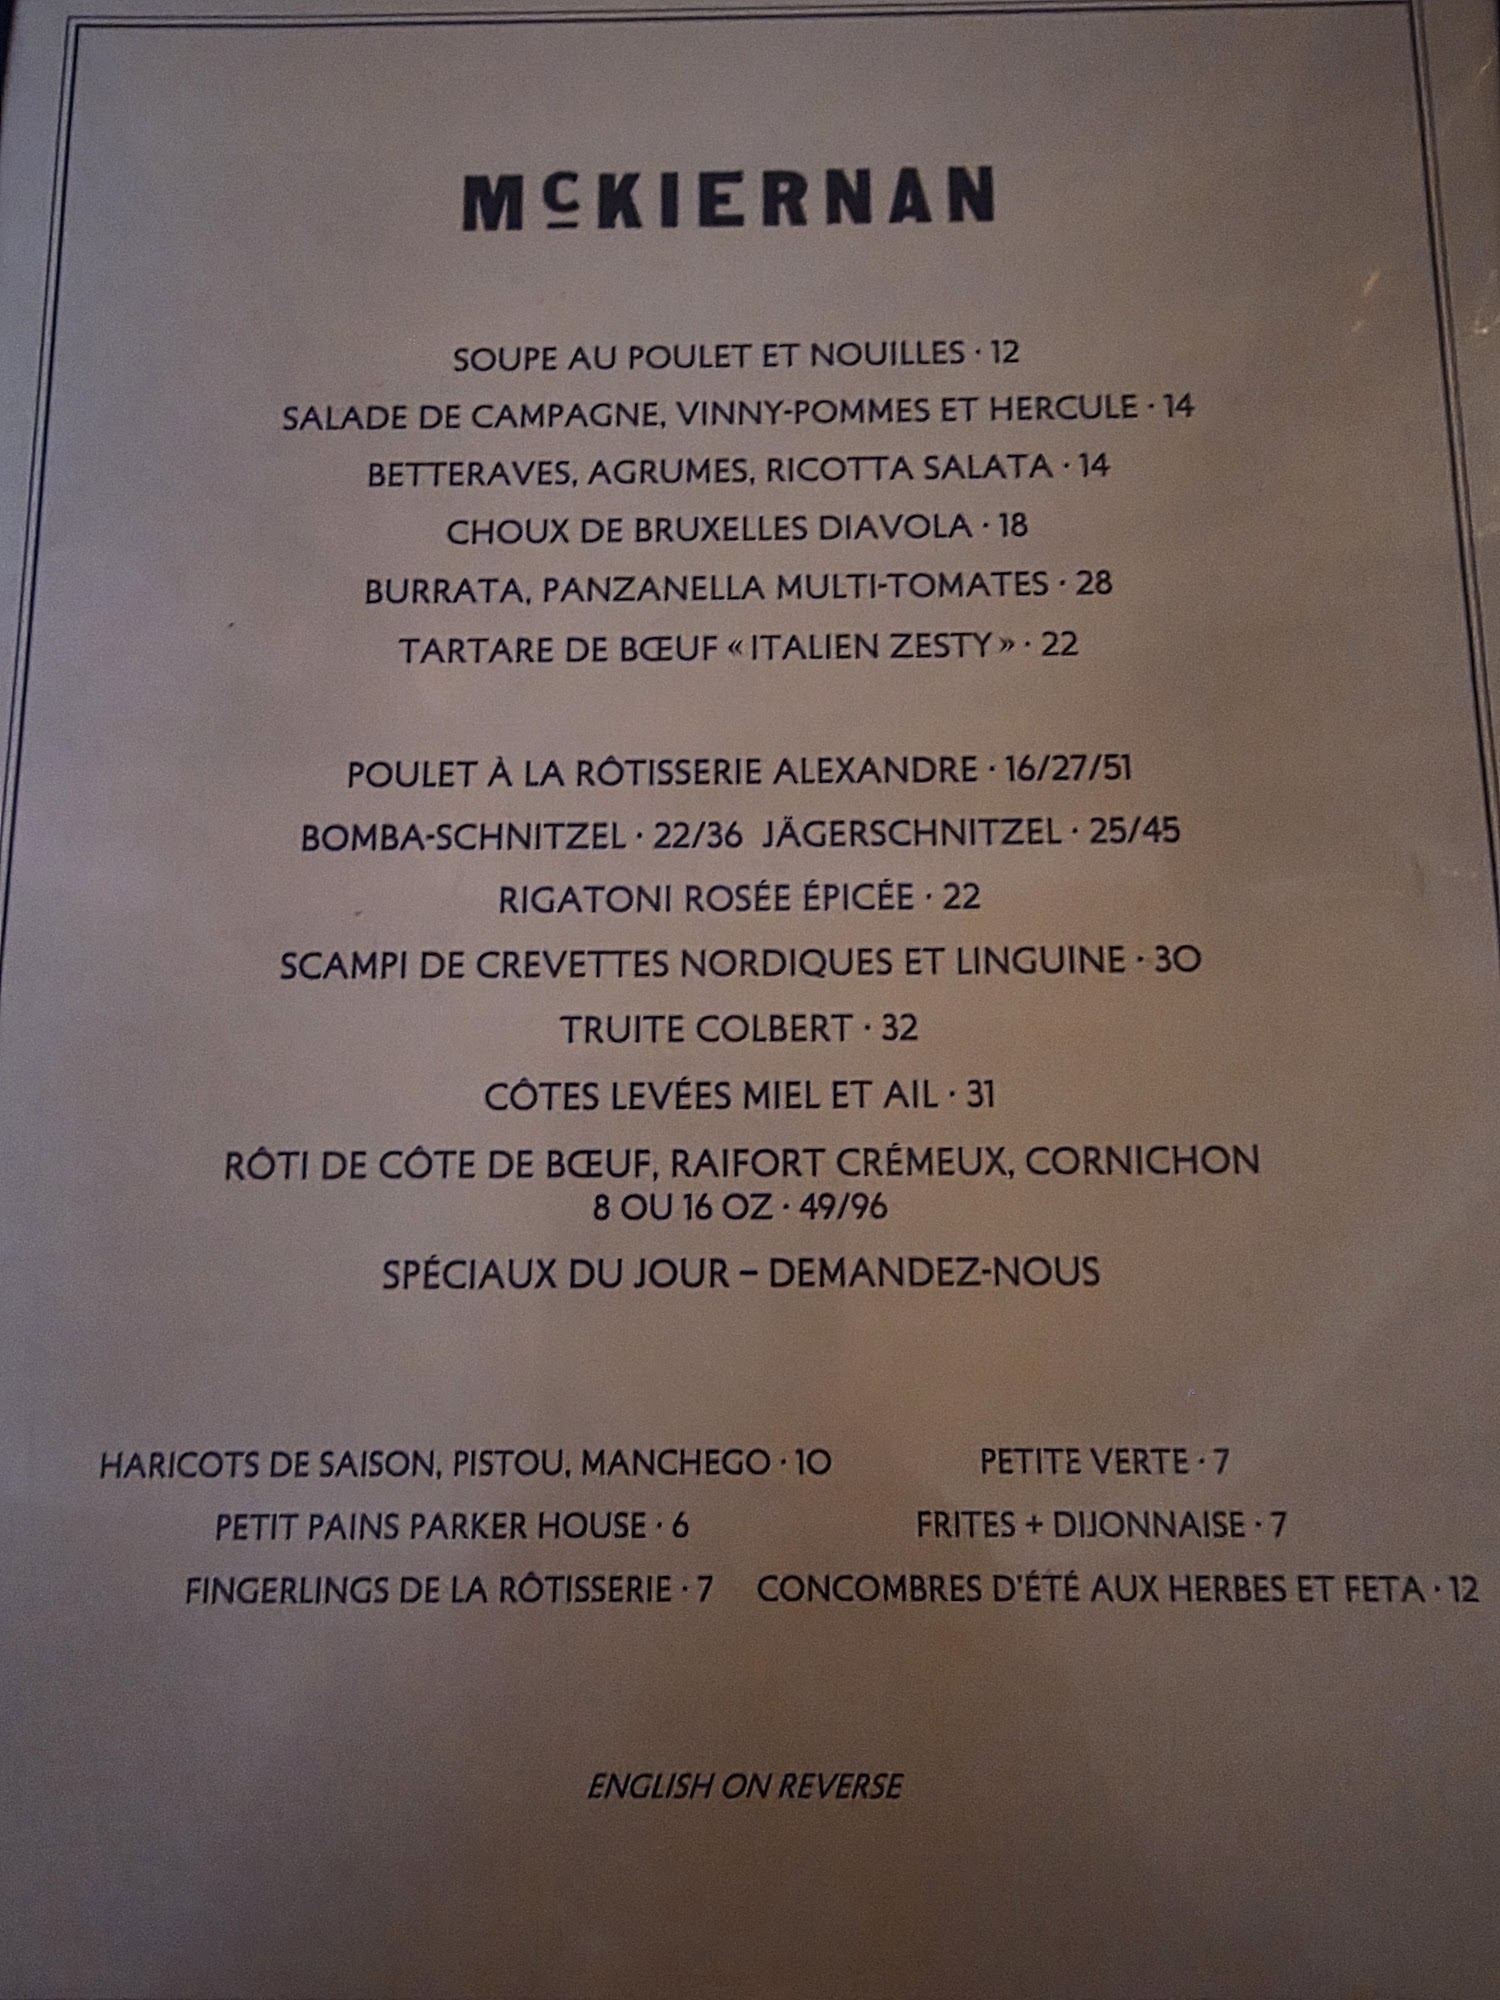 McKIERNAN
SOUPE AU POULET ET NOUILLES · 12
SALADE DE CAMPAGNE, VINNY-POMMES ET HERCULE · 14
BETTERAVES, AGRUMES, RICOTTA SALATA · 14
CHOUX DE BRUXELLES DIAVOLA · 18
BURRATA, PANZANELLA MULTI-TOMATES · 28
TARTARE DE BŒUF « ITALIEN ZESTY » · 22
POULET À LA RÔTISSERIE ALEXANDRE · 16/27/51
BOMBA-SCHNITZEL · 22/36 JÄGERSCHNITZEL · 25/45
RIGATONI ROSÉE ÉPICÉE · 22
SCAMPI DE CREVETTES NORDIQUES ET LINGUINE · 30
TRUITE COLBERT · 32
CÔTES LEVÉES MIEL ET AIL · 31
RÔTI DE CÔTE DE BŒUF, RAIFORT CRÉMEUX, CORNICHON
8 OU 16 OZ · 49/96
SPÉCIAUX DU JOUR – DEMANDEZ-NOUS
HARICOTS DE SAISON, PISTOU, MANCHEGO · 10 PETITE VERTE · 7
PETIT PAINS PARKER HOUSE · 6 FRITES + DIJONNAISE · 7
FINGERLINGS DE LA RÔTISSERIE · 7 CONCOMBRES D'ÉTÉ AUX HERBES ET FETA · 12
ENGLISH ON REVERSE